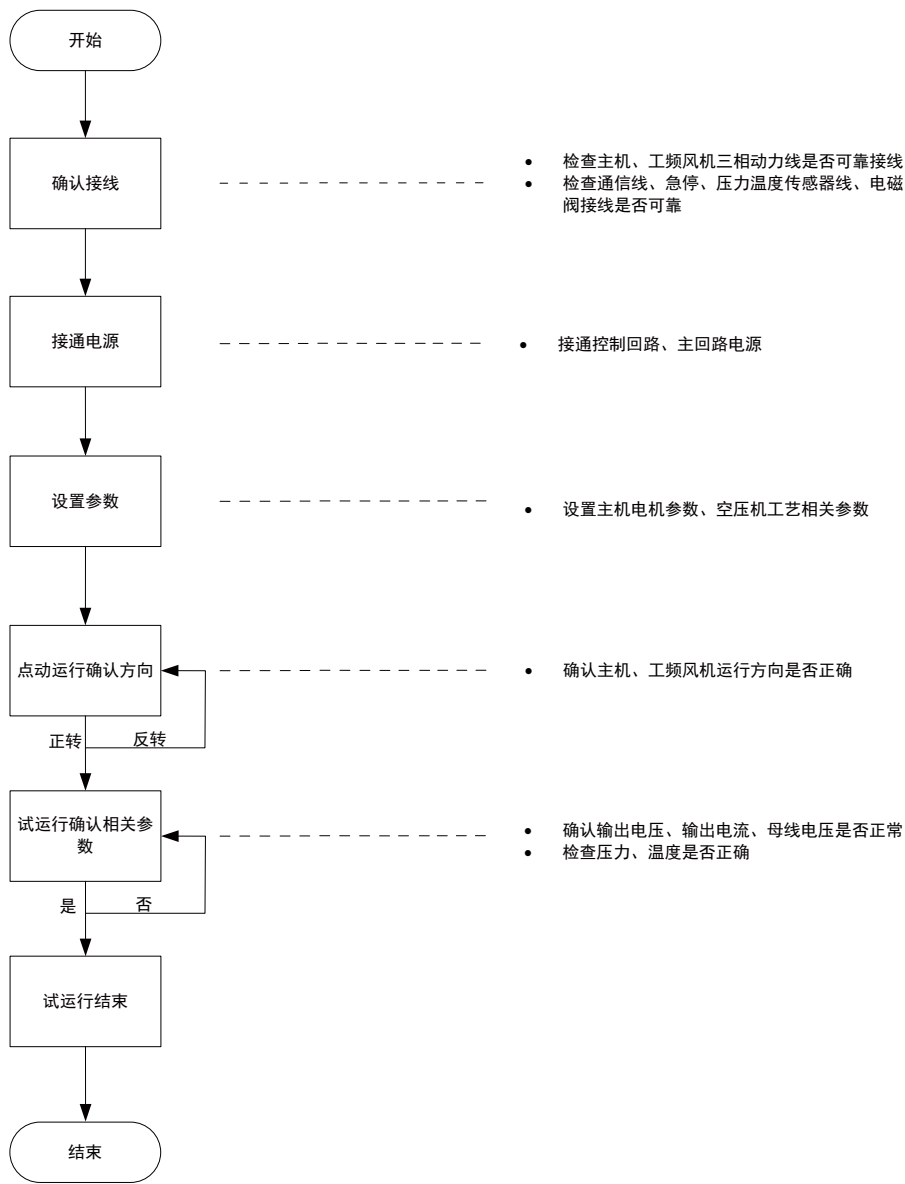 开始
确认接线
• 检查主机、工频风机三相动力线是否可靠接线
• 检查通信线、急停、压力温度传感器线、电磁
阀接线是否可靠
接通电源
• 接通控制回路、主回路电源
设置参数
• 设置主机电机参数、空压机工艺相关参数
点动运行确认方向
• 确认主机、工频风机运行方向是否正确
正转
反转
试运行确认相关参
数
• 确认输出电压、输出电流、母线电压是否正常
• 检查压力、温度是否正确
是
否
试运行结束
结束